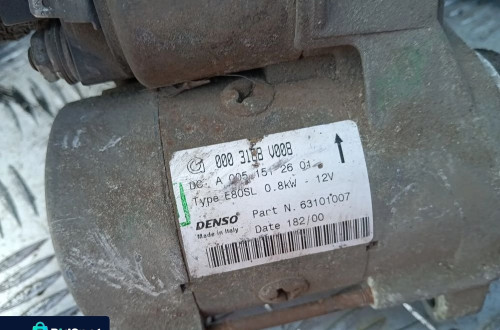 000 3188 V008
DC. A 005 151 26 01
Type E80SL 0.8kW - 12V
DENSO Part N. 63101007
Made in Italy Date 182/00